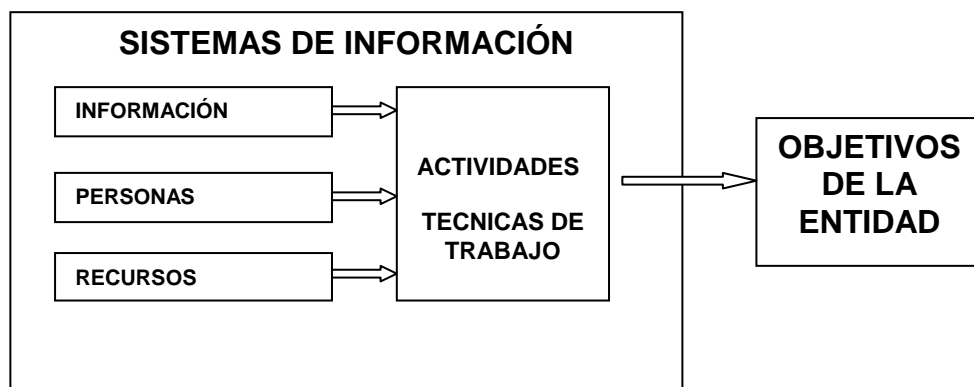 SISTEMAS DE INFORMACIÓN
INFORMACIÓN
PERSONAS
RECURSOS
ACTIVIDADES
TECNICAS DE
TRABAJO
OBJETIVOS
DE LA
ENTIDAD